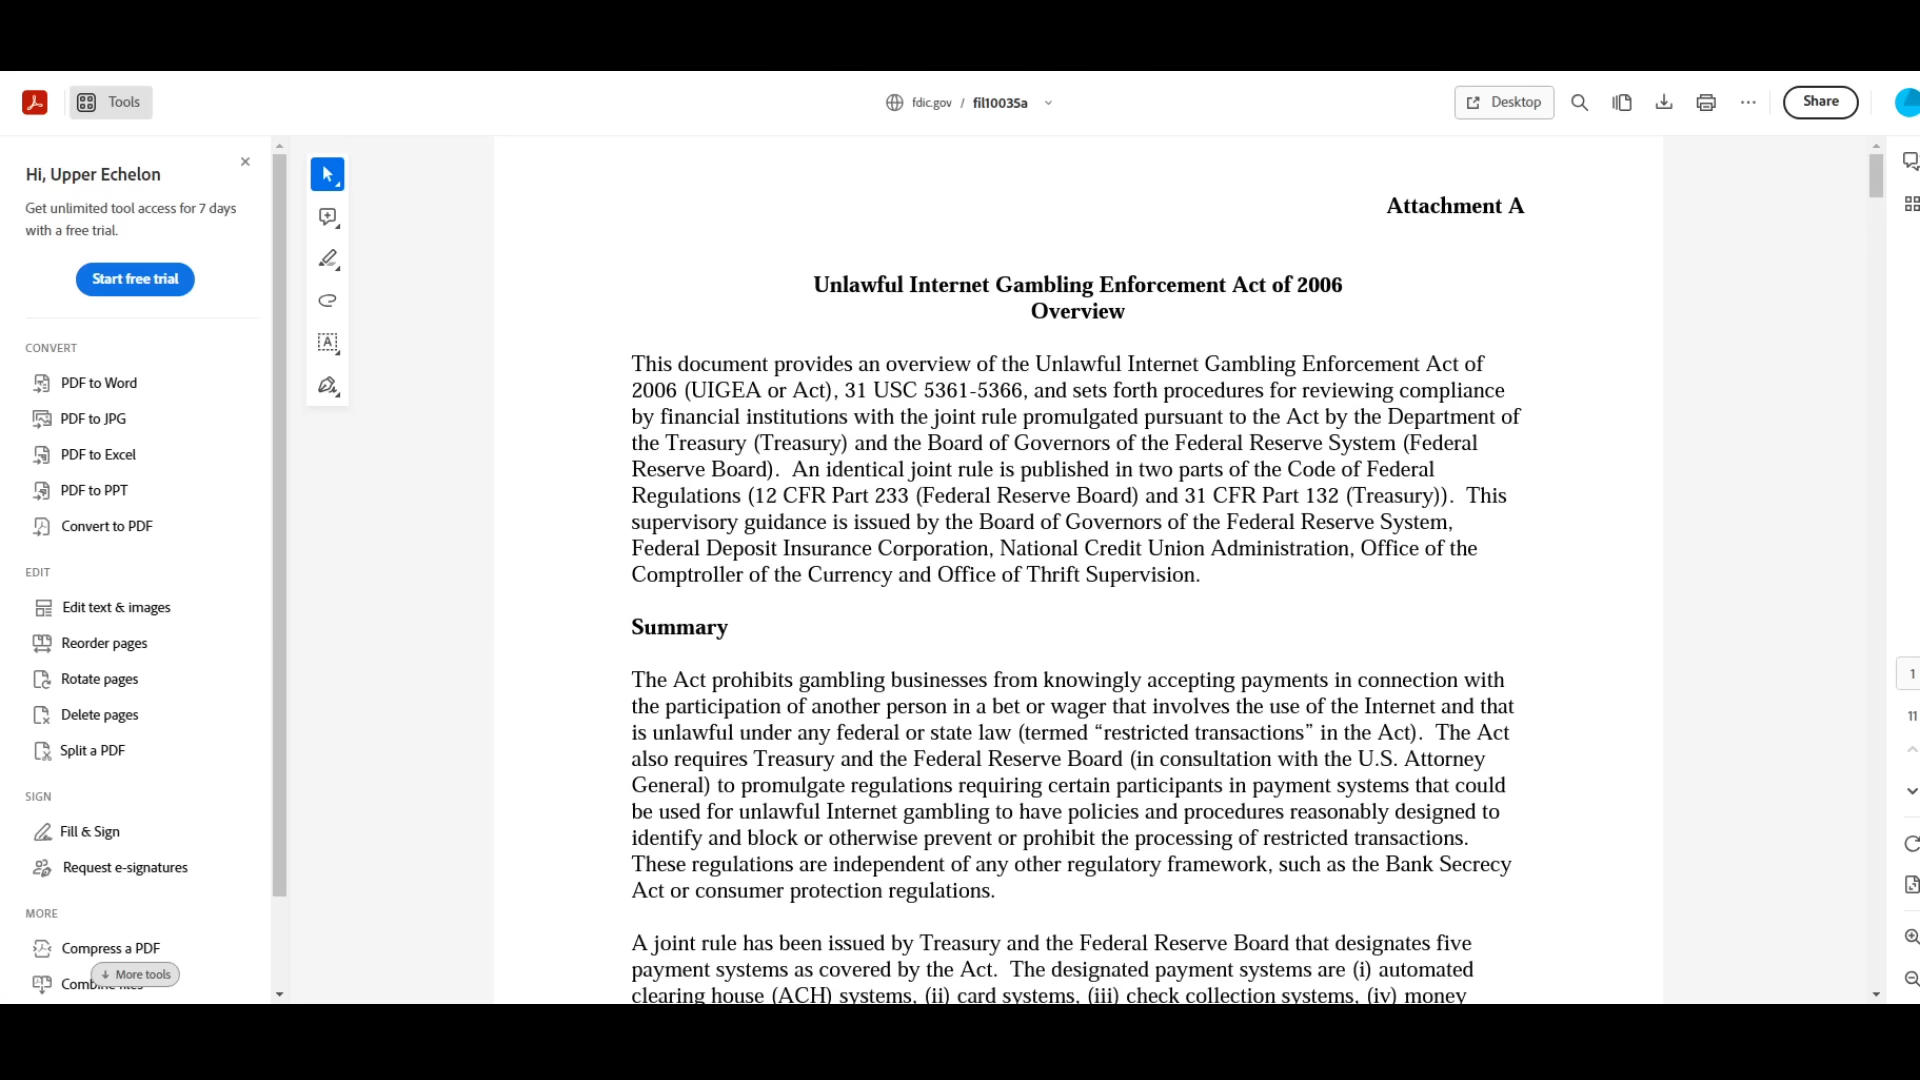 Tools
fdic.gov / fil10035a
Desktop
Share
Hi, Upper Echelon
Get unlimited tool access for 7 days
with a free trial.
Start free trial
CONVERT
PDF to Word
PDF to JPG
PDF to Excel
PDF to PPT
Convert to PDF
EDIT
Edit text & images
Reorder pages
Rotate pages
Delete pages
Split a PDF
SIGN
Fill & Sign
Request e-signatures
MORE
Compress a PDF
More tools
Attachment A
Unlawful Internet Gambling Enforcement Act of 2006
Overview
This document provides an overview of the Unlawful Internet Gambling Enforcement Act of
2006 (UIGEA or Act), 31 USC 5361-5366, and sets forth procedures for reviewing compliance
by financial institutions with the joint rule promulgated pursuant to the Act by the Department of
the Treasury (Treasury) and the Board of Governors of the Federal Reserve System (Federal
Reserve Board).  An identical joint rule is published in two parts of the Code of Federal
Regulations (12 CFR Part 233 (Federal Reserve Board) and 31 CFR Part 132 (Treasury)).  This
supervisory guidance is issued by the Board of Governors of the Federal Reserve System,
Federal Deposit Insurance Corporation, National Credit Union Administration, Office of the
Comptroller of the Currency and Office of Thrift Supervision.
Summary
The Act prohibits gambling businesses from knowingly accepting payments in connection with
the participation of another person in a bet or wager that involves the use of the Internet and that
is unlawful under any federal or state law (termed “restricted transactions” in the Act).  The Act
also requires Treasury and the Federal Reserve Board (in consultation with the U.S. Attorney
General) to promulgate regulations requiring certain participants in payment systems that could
be used for unlawful Internet gambling to have policies and procedures reasonably designed to
identify and block or otherwise prevent or prohibit the processing of restricted transactions.
These regulations are independent of any other regulatory framework, such as the Bank Secrecy
Act or consumer protection regulations.
A joint rule has been issued by Treasury and the Federal Reserve Board that designates five
payment systems as covered by the Act.  The designated payment systems are (i) automated
clearing house (ACH) systems, (ii) card systems, (iii) check collection systems, (iv) money
1
11